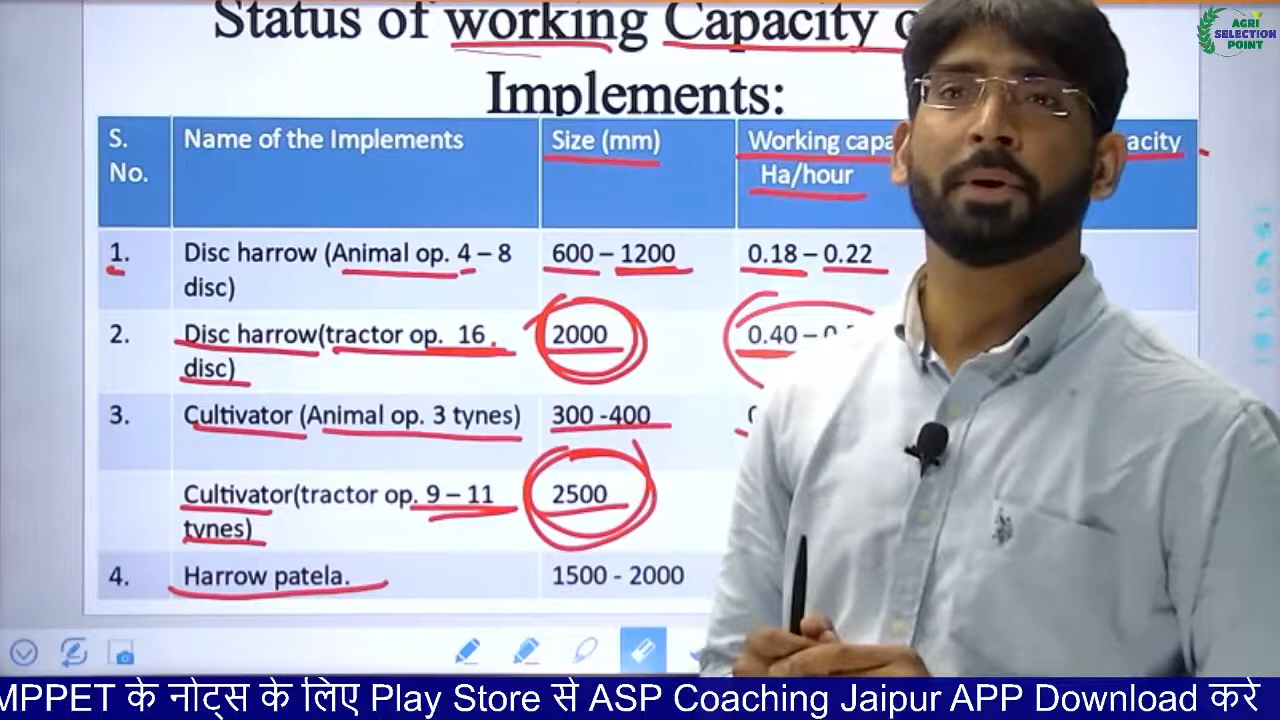 Status of working Capacity
Implements:
AGRI
SELECTION
POINT
S. No.
Name of the Implements
Size (mm)
Working
Ha/hour
1.
Disc harrow (Animal op. 4 – 8
disc)
600 – 1200
0.18 – 0.22
2.
Disc harrow(tractor op. 16
disc)
2000
0.40 –
3.
Cultivator (Animal op. 3 tynes)
300 -400
Cultivator(tractor op. 9 – 11
tynes)
2500
4.
Harrow patela.
1500 - 2000
MPPET के नोट्स के लिए Play Store से ASP Coaching Jaipur APP Download करें